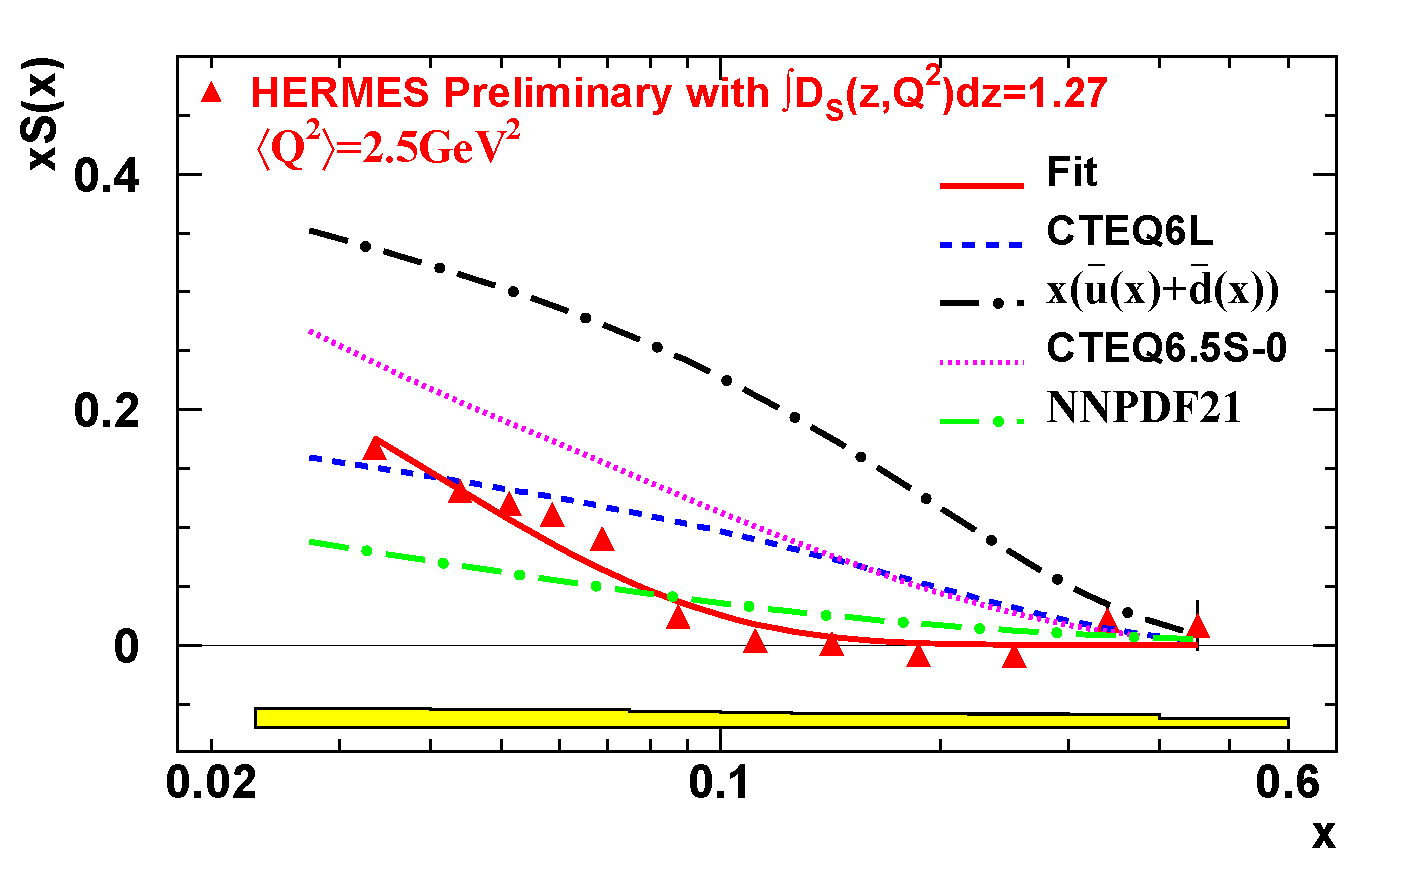 xS(x)
HERMES Preliminary with ∫D_S(z,Q²)dz=1.27
⟨Q²⟩=2.5GeV²
Fit
CTEQ6L
x(ū(x)+d̄(x))
CTEQ6.5S-0
NNPDF21
0.4
0.2
0
0.02 0.1 0.6
x